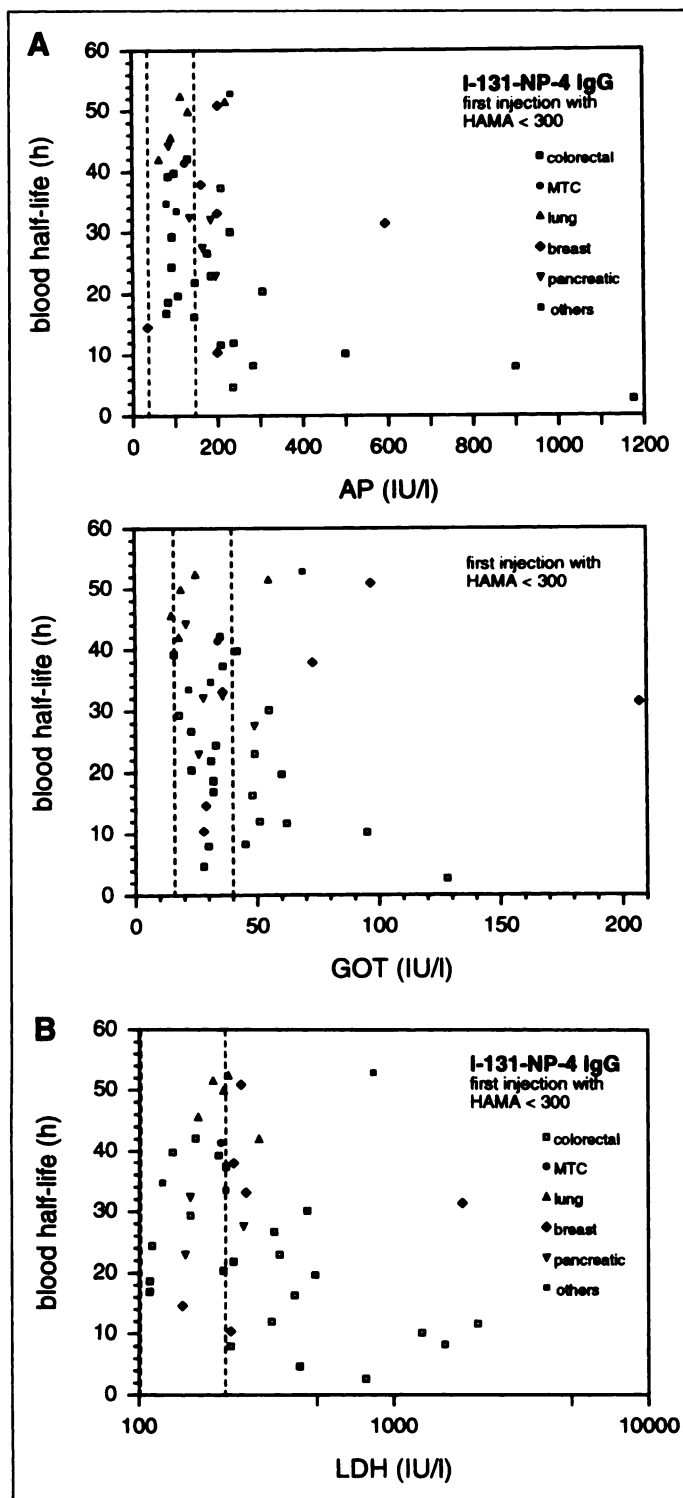 A
I-131-NP-4 IgG
first injection with
HAMA < 300
colorectal
MTC
lung
breast
pancreatic
others
60
50
40
30
20
10
0
blood half-life (h)
0 200 400 600 800 1000 1200
AP (IU/l)
first injection with
HAMA < 300
60
50
40
30
20
10
0
blood half-life (h)
0 50 100 150 200
GOT (IU/l)
B
I-131-NP-4 IgG
first injection with
HAMA < 300
colorectal
MTC
lung
breast
pancreatic
others
60
50
40
30
20
10
0
blood half-life (h)
100 1000 10000
LDH (IU/l)